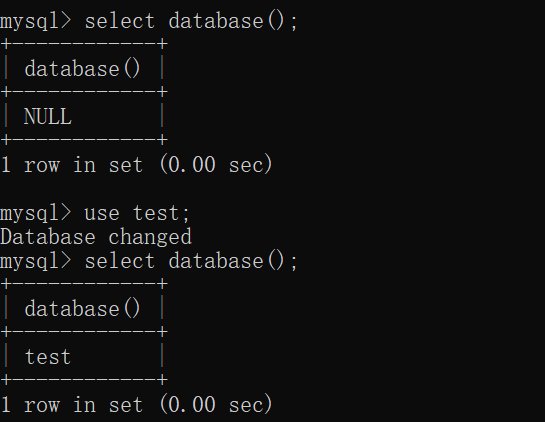 mysql> select database();
+------------+
| database() |
+------------+
| NULL       |
+------------+
1 row in set (0.00 sec)

mysql> use test;
Database changed
mysql> select database();
+------------+
| database() |
+------------+
| test       |
+------------+
1 row in set (0.00 sec)